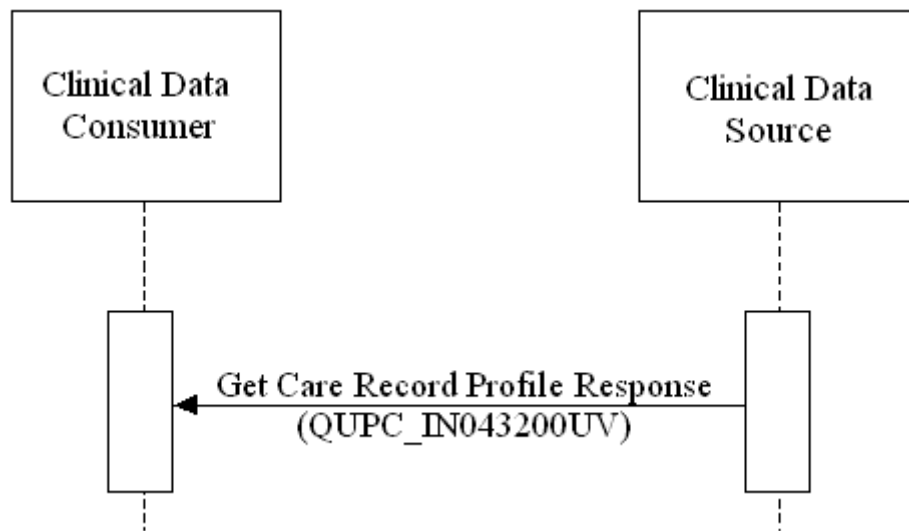 Clinical Data
Consumer
Clinical Data
Source
Get Care Record Profile Response
(QUPC_IN043200UV)